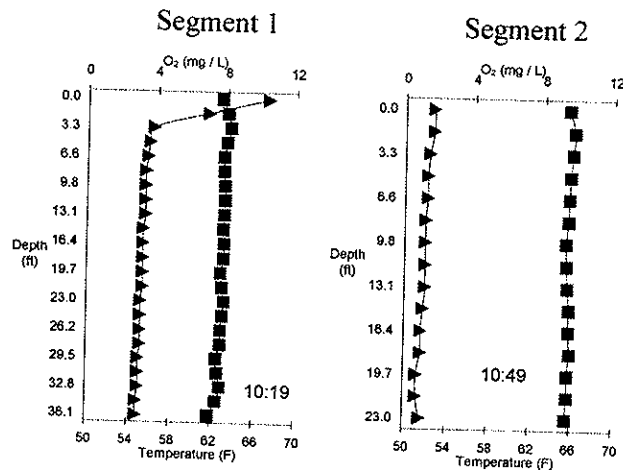 Segment 1
O₂ (mg / L)
0 4 8 12
0.0
3.3
6.6
9.8
13.1
16.4
19.7
23.0
26.2
29.5
32.8
36.1
Depth
(ft)
10:19
50 54 58 62 66 70
Temperature (F)
Segment 2
O₂ (mg / L)
0 4 8 12
0.0
3.3
6.6
9.8
13.1
16.4
19.7
23.0
Depth
(ft)
10:49
50 54 58 62 66 70
Temperature (F)